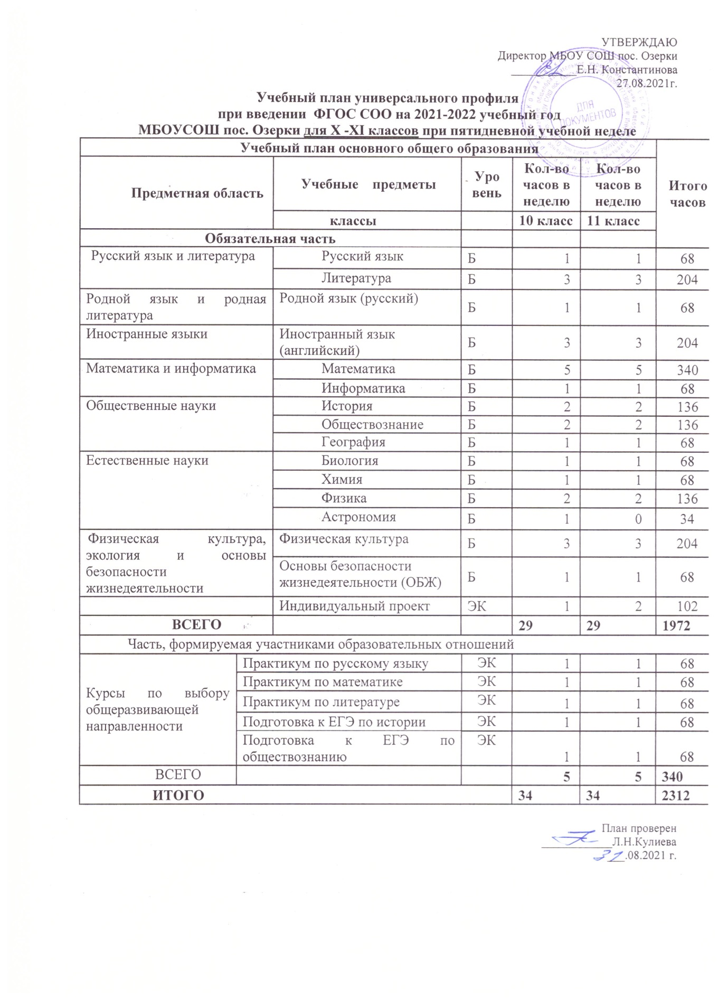 УТВЕРЖДАЮ
Директор МБОУ СОШ пос. Озерки
__________Е.Н. Константинова
27.08.2021г.
ДЛЯ
ДОКУМЕНТОВ
Учебный план универсального профиля
при введении ФГОС СОО на 2021-2022 учебный год
МБОУСОШ пос. Озерки для X -XI классов при пятидневной учебной неделе
Учебный план основного общего образования
Предметная область
Учебные предметы
Уро
вень
Кол-во
часов в
неделю
Кол-во
часов в
неделю
Итого
часов
классы
10 класс 11 класс
Обязательная часть
Русский язык и литература Русский язык Б 1 1 68
Литература Б 3 3 204
Родной язык и родная
литература
Родной язык (русский) Б 1 1 68
Иностранные языки
Иностранный язык
(английский)
Б 3 3 204
Математика и информатика Математика Б 5 5 340
Информатика Б 1 1 68
Общественные науки История Б 2 2 136
Обществознание Б 2 2 136
География Б 1 1 68
Естественные науки Биология Б 1 1 68
Химия Б 1 1 68
Физика Б 2 2 136
Астрономия Б 1 0 34
Физическая культура,
экология и основы
безопасности
жизнедеятельности
Физическая культура Б 3 3 204
Основы безопасности
жизнедеятельности (ОБЖ)
Б 1 1 68
Индивидуальный проект ЭК 1 2 102
ВСЕГО 29 29 1972
Часть, формируемая участниками образовательных отношений
Курсы по выбору
общеразвивающей
направленности
Практикум по русскому языку ЭК 1 1 68
Практикум по математике ЭК 1 1 68
Практикум по литературе ЭК 1 1 68
Подготовка к ЕГЭ по истории ЭК 1 1 68
Подготовка к ЕГЭ по
обществознанию
ЭК 1 1 68
ВСЕГО 5 5 340
ИТОГО 34 34 2312
План проверен
___________Л.Н.Кулиева
31.08.2021 г.